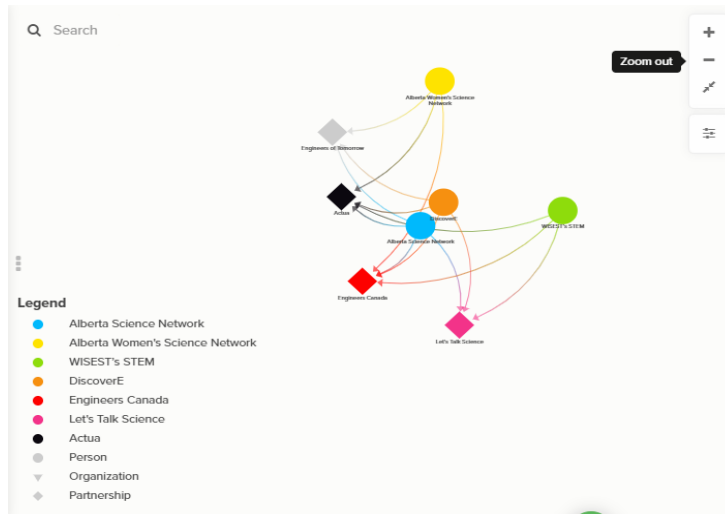 Search
Zoom out
Alberta Women's Science
Network
Engineers of Tomorrow
Actua
DiscoverE
WISEST's STEM
Alberta Science Network
Engineers Canada
Let's Talk Science
Legend
Alberta Science Network
Alberta Women's Science Network
WISEST's STEM
DiscoverE
Engineers Canada
Let's Talk Science
Actua
Person
Organization
Partnership